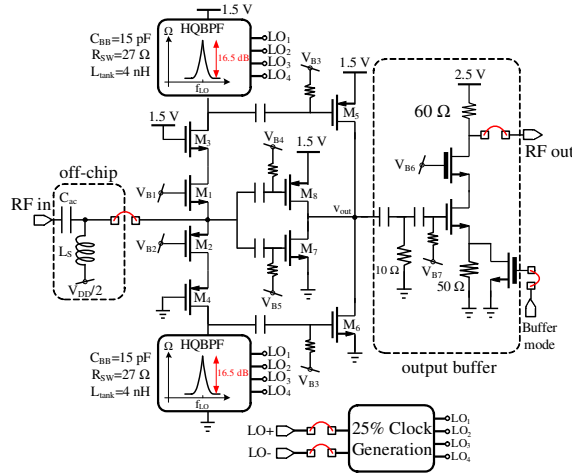 1.5 V
C_BB=15 pF
R_SW=27 Ω
L_tank=4 nH
HQBPF
Ω
16.5 dB
f_LO
LO₁
LO₂
LO₃
LO₄
V_B3
1.5 V
M₅
2.5 V
60 Ω
RF out
V_B6
1.5 V
M₃
V_B4
1.5 V
M₈
off-chip
V_B1
M₁
RF in
C_ac
V_B2
M₂
v_out
L_S
V_DD/2
M₇
V_B5
10 Ω
V_B7
50 Ω
Buffer mode
M₄
M₆
V_B3
output buffer
C_BB=15 pF
R_SW=27 Ω
L_tank=4 nH
HQBPF
Ω
16.5 dB
f_LO
LO₁
LO₂
LO₃
LO₄
LO+
LO-
25% Clock
Generation
LO₁
LO₂
LO₃
LO₄